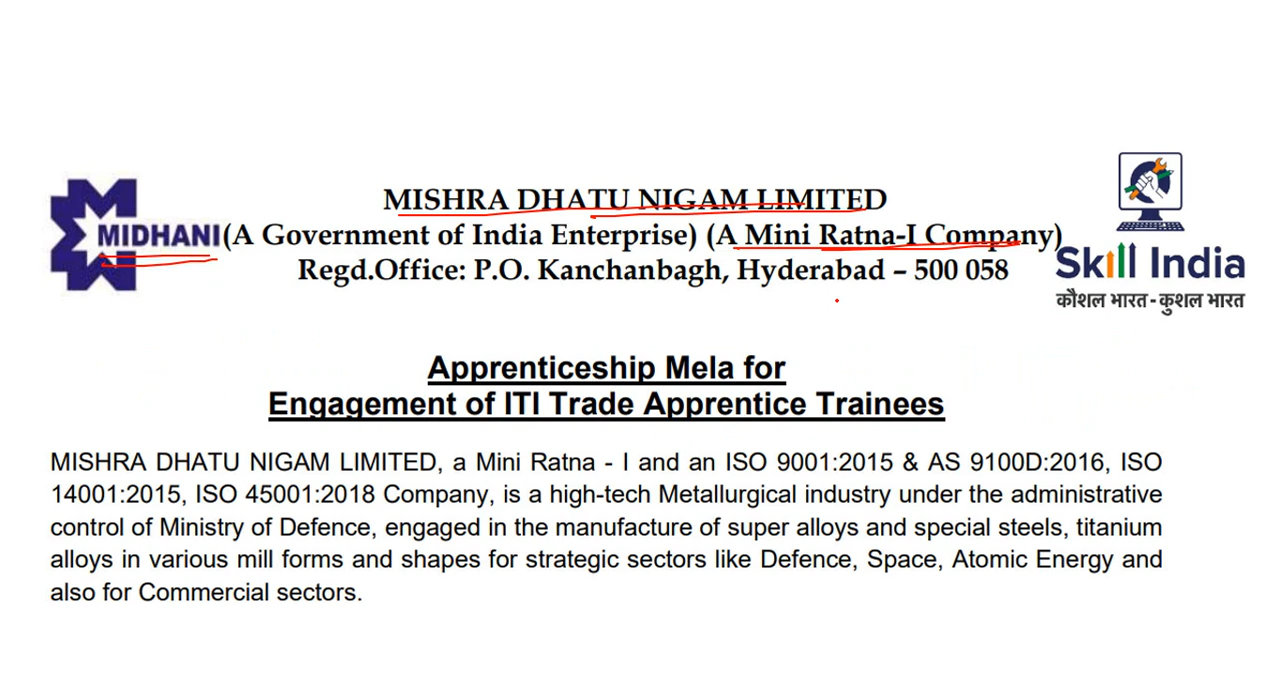 MISHRA DHATU NIGAM LIMITED
MIDHANI (A Government of India Enterprise) (A Mini Ratna-I Company)
Regd.Office: P.O. Kanchanbagh, Hyderabad – 500 058
Skill India
कौशल भारत - कुशल भारत
Apprenticeship Mela for
Engagement of ITI Trade Apprentice Trainees
MISHRA DHATU NIGAM LIMITED, a Mini Ratna - I and an ISO 9001:2015 & AS 9100D:2016, ISO
14001:2015, ISO 45001:2018 Company, is a high-tech Metallurgical industry under the administrative
control of Ministry of Defence, engaged in the manufacture of super alloys and special steels, titanium
alloys in various mill forms and shapes for strategic sectors like Defence, Space, Atomic Energy and
also for Commercial sectors.